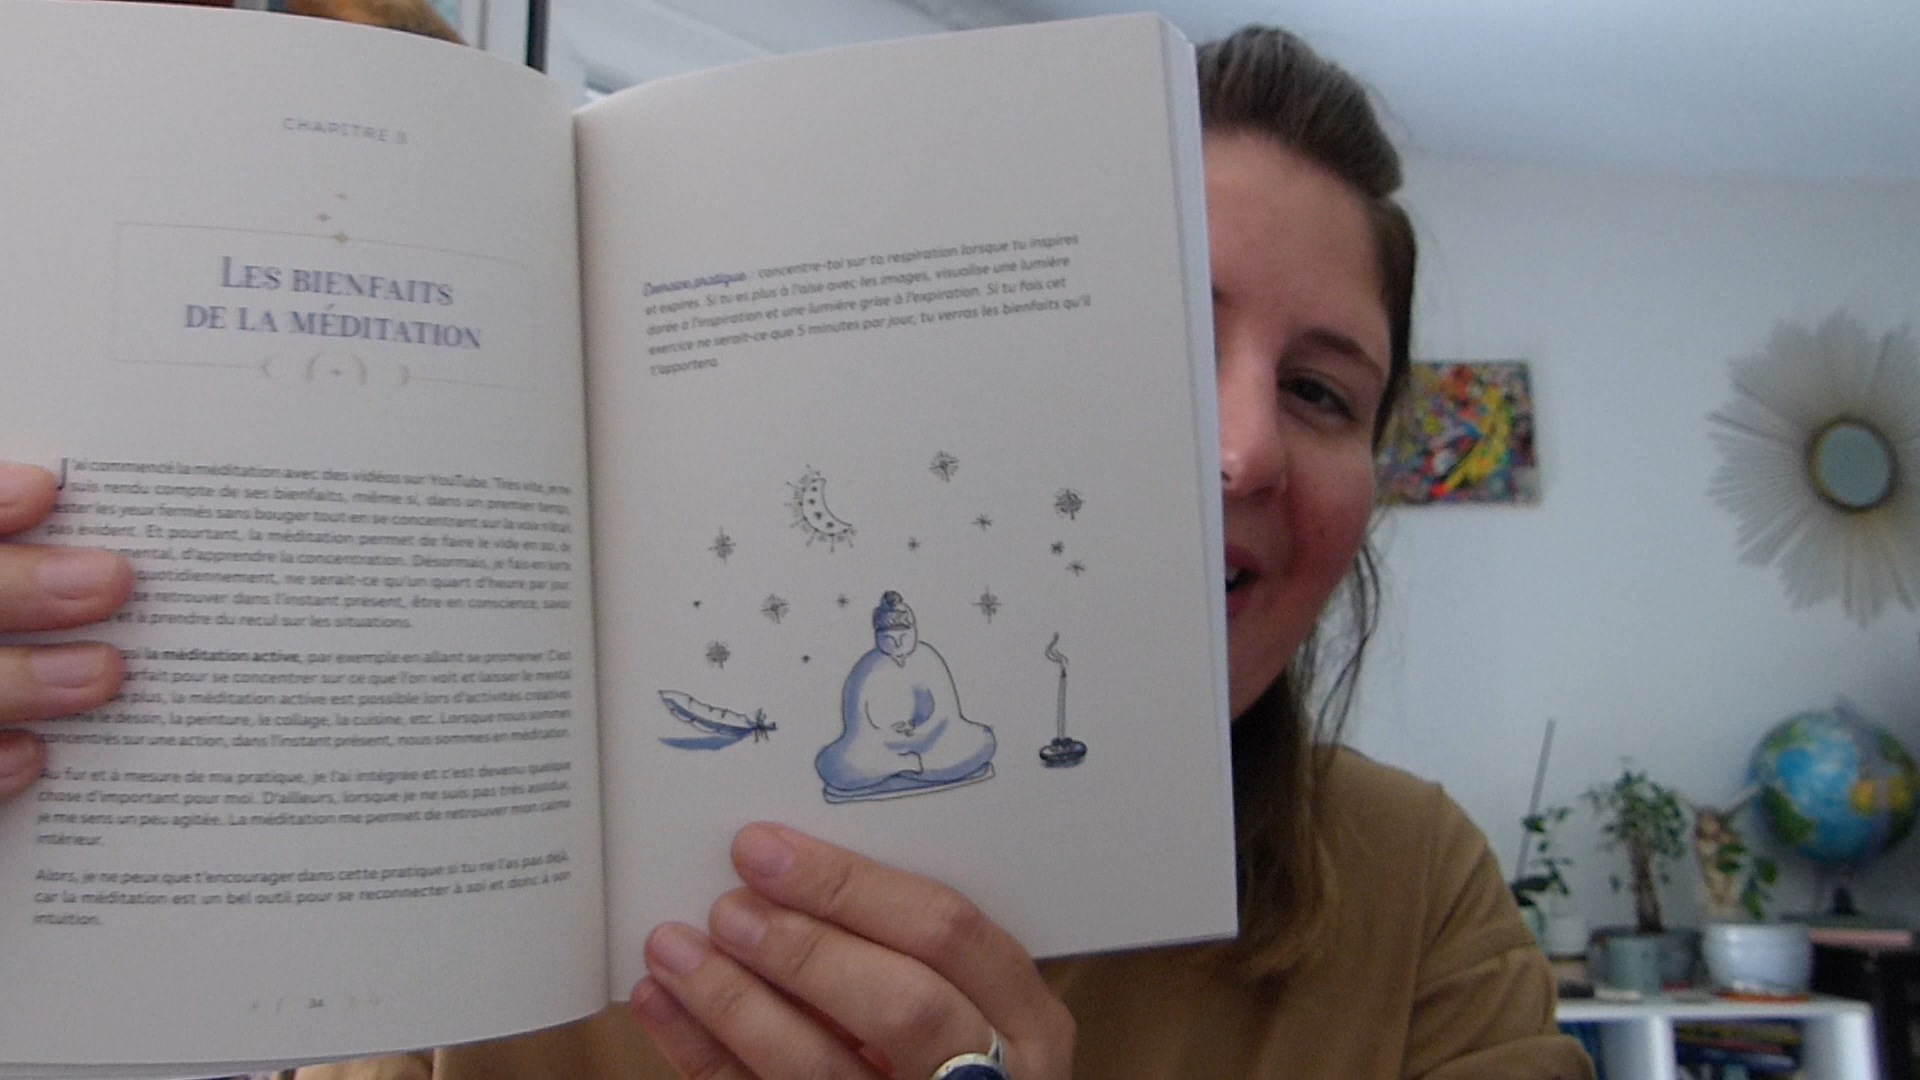 CHAPITRE 3
LES BIENFAITS
DE LA MÉDITATION
J'ai commencé la méditation avec des vidéos sur YouTube. Très vite, je me
suis rendu compte de ses bienfaits, même si, dans un premier temps,
rester les yeux fermés sans bouger tout en se concentrant sur la voix n'était
pas évident. Et pourtant, la méditation permet de faire le vide en soi, de
mental, d'apprendre la concentration. Désormais, je fais en sorte
quotidiennement, ne serait-ce qu'un quart d'heure par jour.
se retrouver dans l'instant présent, être en conscience, savoir
et à prendre du recul sur les situations.
la méditation active, par exemple en allant se promener. C'est
parfait pour se concentrer sur ce que l'on voit et laisser le mental
plus, la méditation active est possible lors d'activités créatives
le dessin, la peinture, le collage, la cuisine, etc. Lorsque nous sommes
concentrés sur une action, dans l'instant présent, nous sommes en méditation.
Au fur et à mesure de ma pratique, je l'ai intégrée et c'est devenu quelque
chose d'important pour moi. D'ailleurs, lorsque je ne suis pas très assidue,
je me sens un peu agitée. La méditation me permet de retrouver mon calme
intérieur.
Alors, je ne peux que t'encourager dans cette pratique si tu ne l'as pas déjà,
car la méditation est un bel outil pour se reconnecter à soi et donc à son
intuition.
34
pratique : concentre-toi sur ta respiration lorsque tu inspires
et expires. Si tu es plus à l'aise avec les images, visualise une lumière
dorée à l'inspiration et une lumière grise à l'expiration. Si tu fais cet
exercice ne serait-ce que 5 minutes par jour, tu verras les bienfaits qu'il
t'apportera.